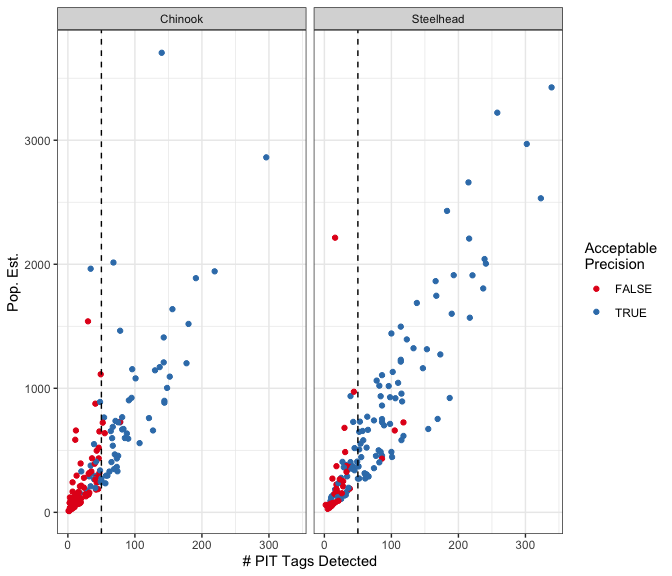 Chinook
Steelhead
Pop. Est.
3000
2000
1000
0
0
100
200
300
0
100
200
300
# PIT Tags Detected
Acceptable
Precision
FALSE
TRUE